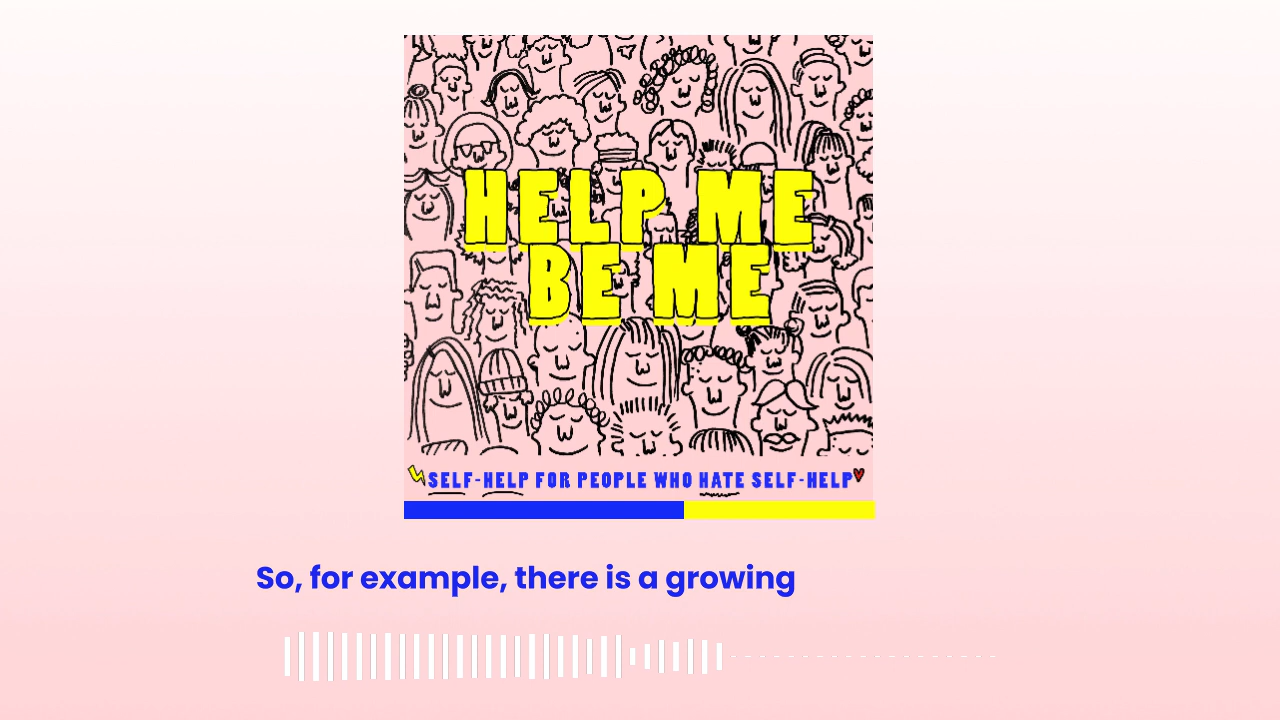 HELP ME
BE ME
SELF-HELP FOR PEOPLE WHO HATE SELF-HELP
So, for example, there is a growing